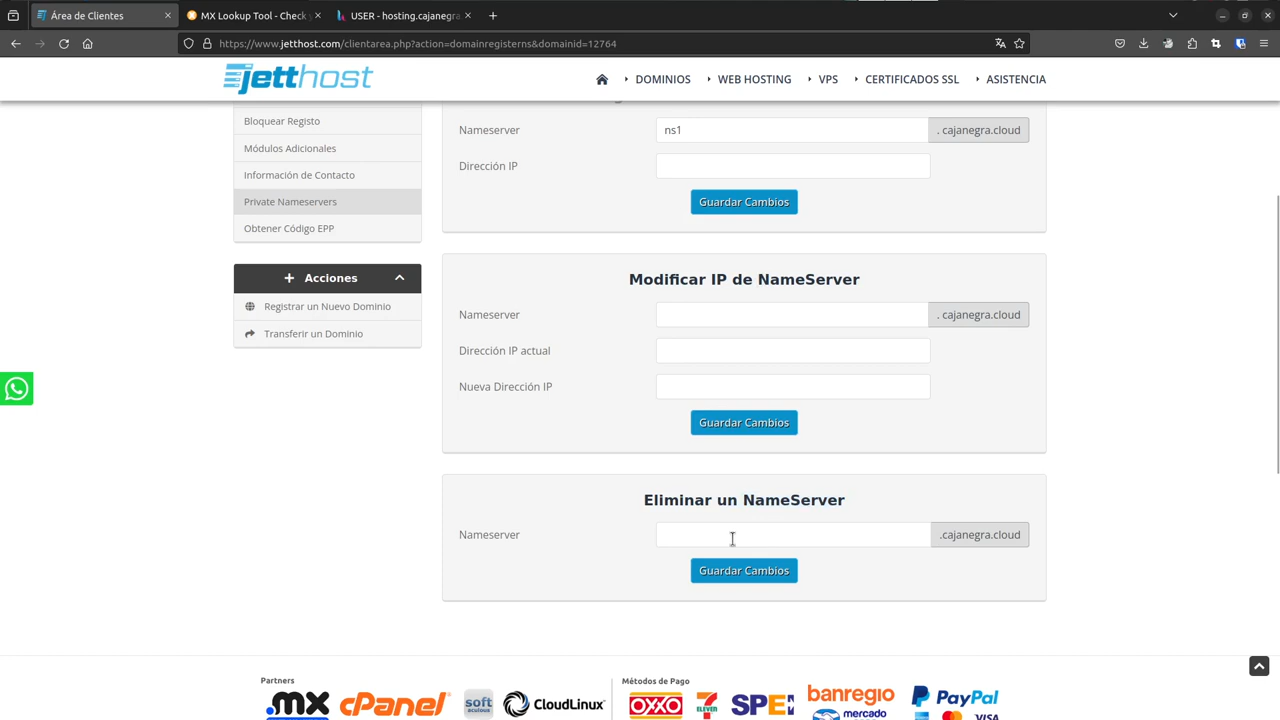 Área de Clientes
MX Lookup Tool - Check
USER - hosting.cajanegra
https://www.jetthost.com/clientarea.php?action=domainregisterns&domainid=12764
jetthost
DOMINIOS
WEB HOSTING
VPS
CERTIFICADOS SSL
ASISTENCIA
Bloquear Registo
Módulos Adicionales
Información de Contacto
Private Nameservers
Obtener Código EPP
Acciones
Registrar un Nuevo Dominio
Transferir un Dominio
Nameserver
ns1
. cajanegra.cloud
Dirección IP
Guardar Cambios
Modificar IP de NameServer
Nameserver
. cajanegra.cloud
Dirección IP actual
Nueva Dirección IP
Guardar Cambios
Eliminar un NameServer
Nameserver
.cajanegra.cloud
Guardar Cambios
Partners
.mx
cPanel
soft
CloudLinux
Métodos de Pago
OXXO
SPEI
banregio
mercado
PayPal
VISA